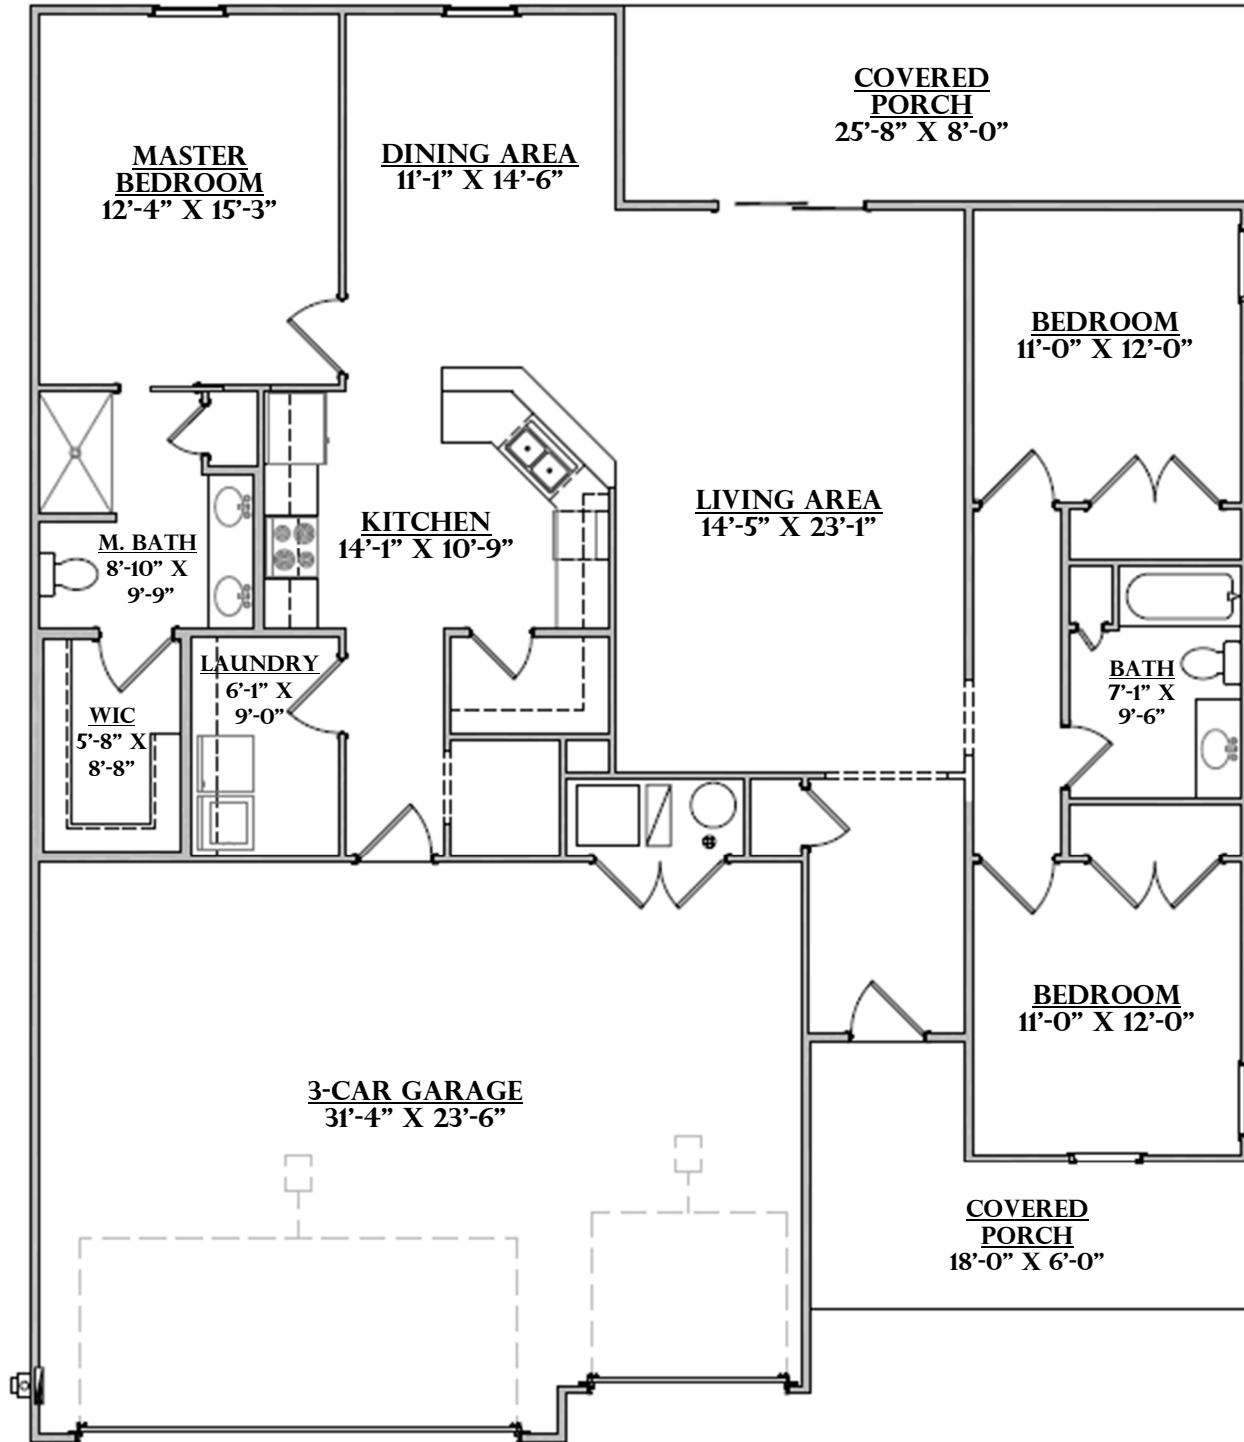 COVERED
PORCH
25'-8" X 8'-0"
MASTER
BEDROOM
12'-4" X 15'-3"
DINING AREA
11'-1" X 14'-6"
BEDROOM
11'-0" X 12'-0"
LIVING AREA
14'-5" X 23'-1"
KITCHEN
14'-1" X 10'-9"
M. BATH
8'-10" X
9'-9"
LAUNDRY
6'-1" X
9'-0"
BATH
7'-1" X
9'-6"
WIC
5'-8" X
8'-8"
BEDROOM
11'-0" X 12'-0"
3-CAR GARAGE
31'-4" X 23'-6"
COVERED
PORCH
18'-0" X 6'-0"